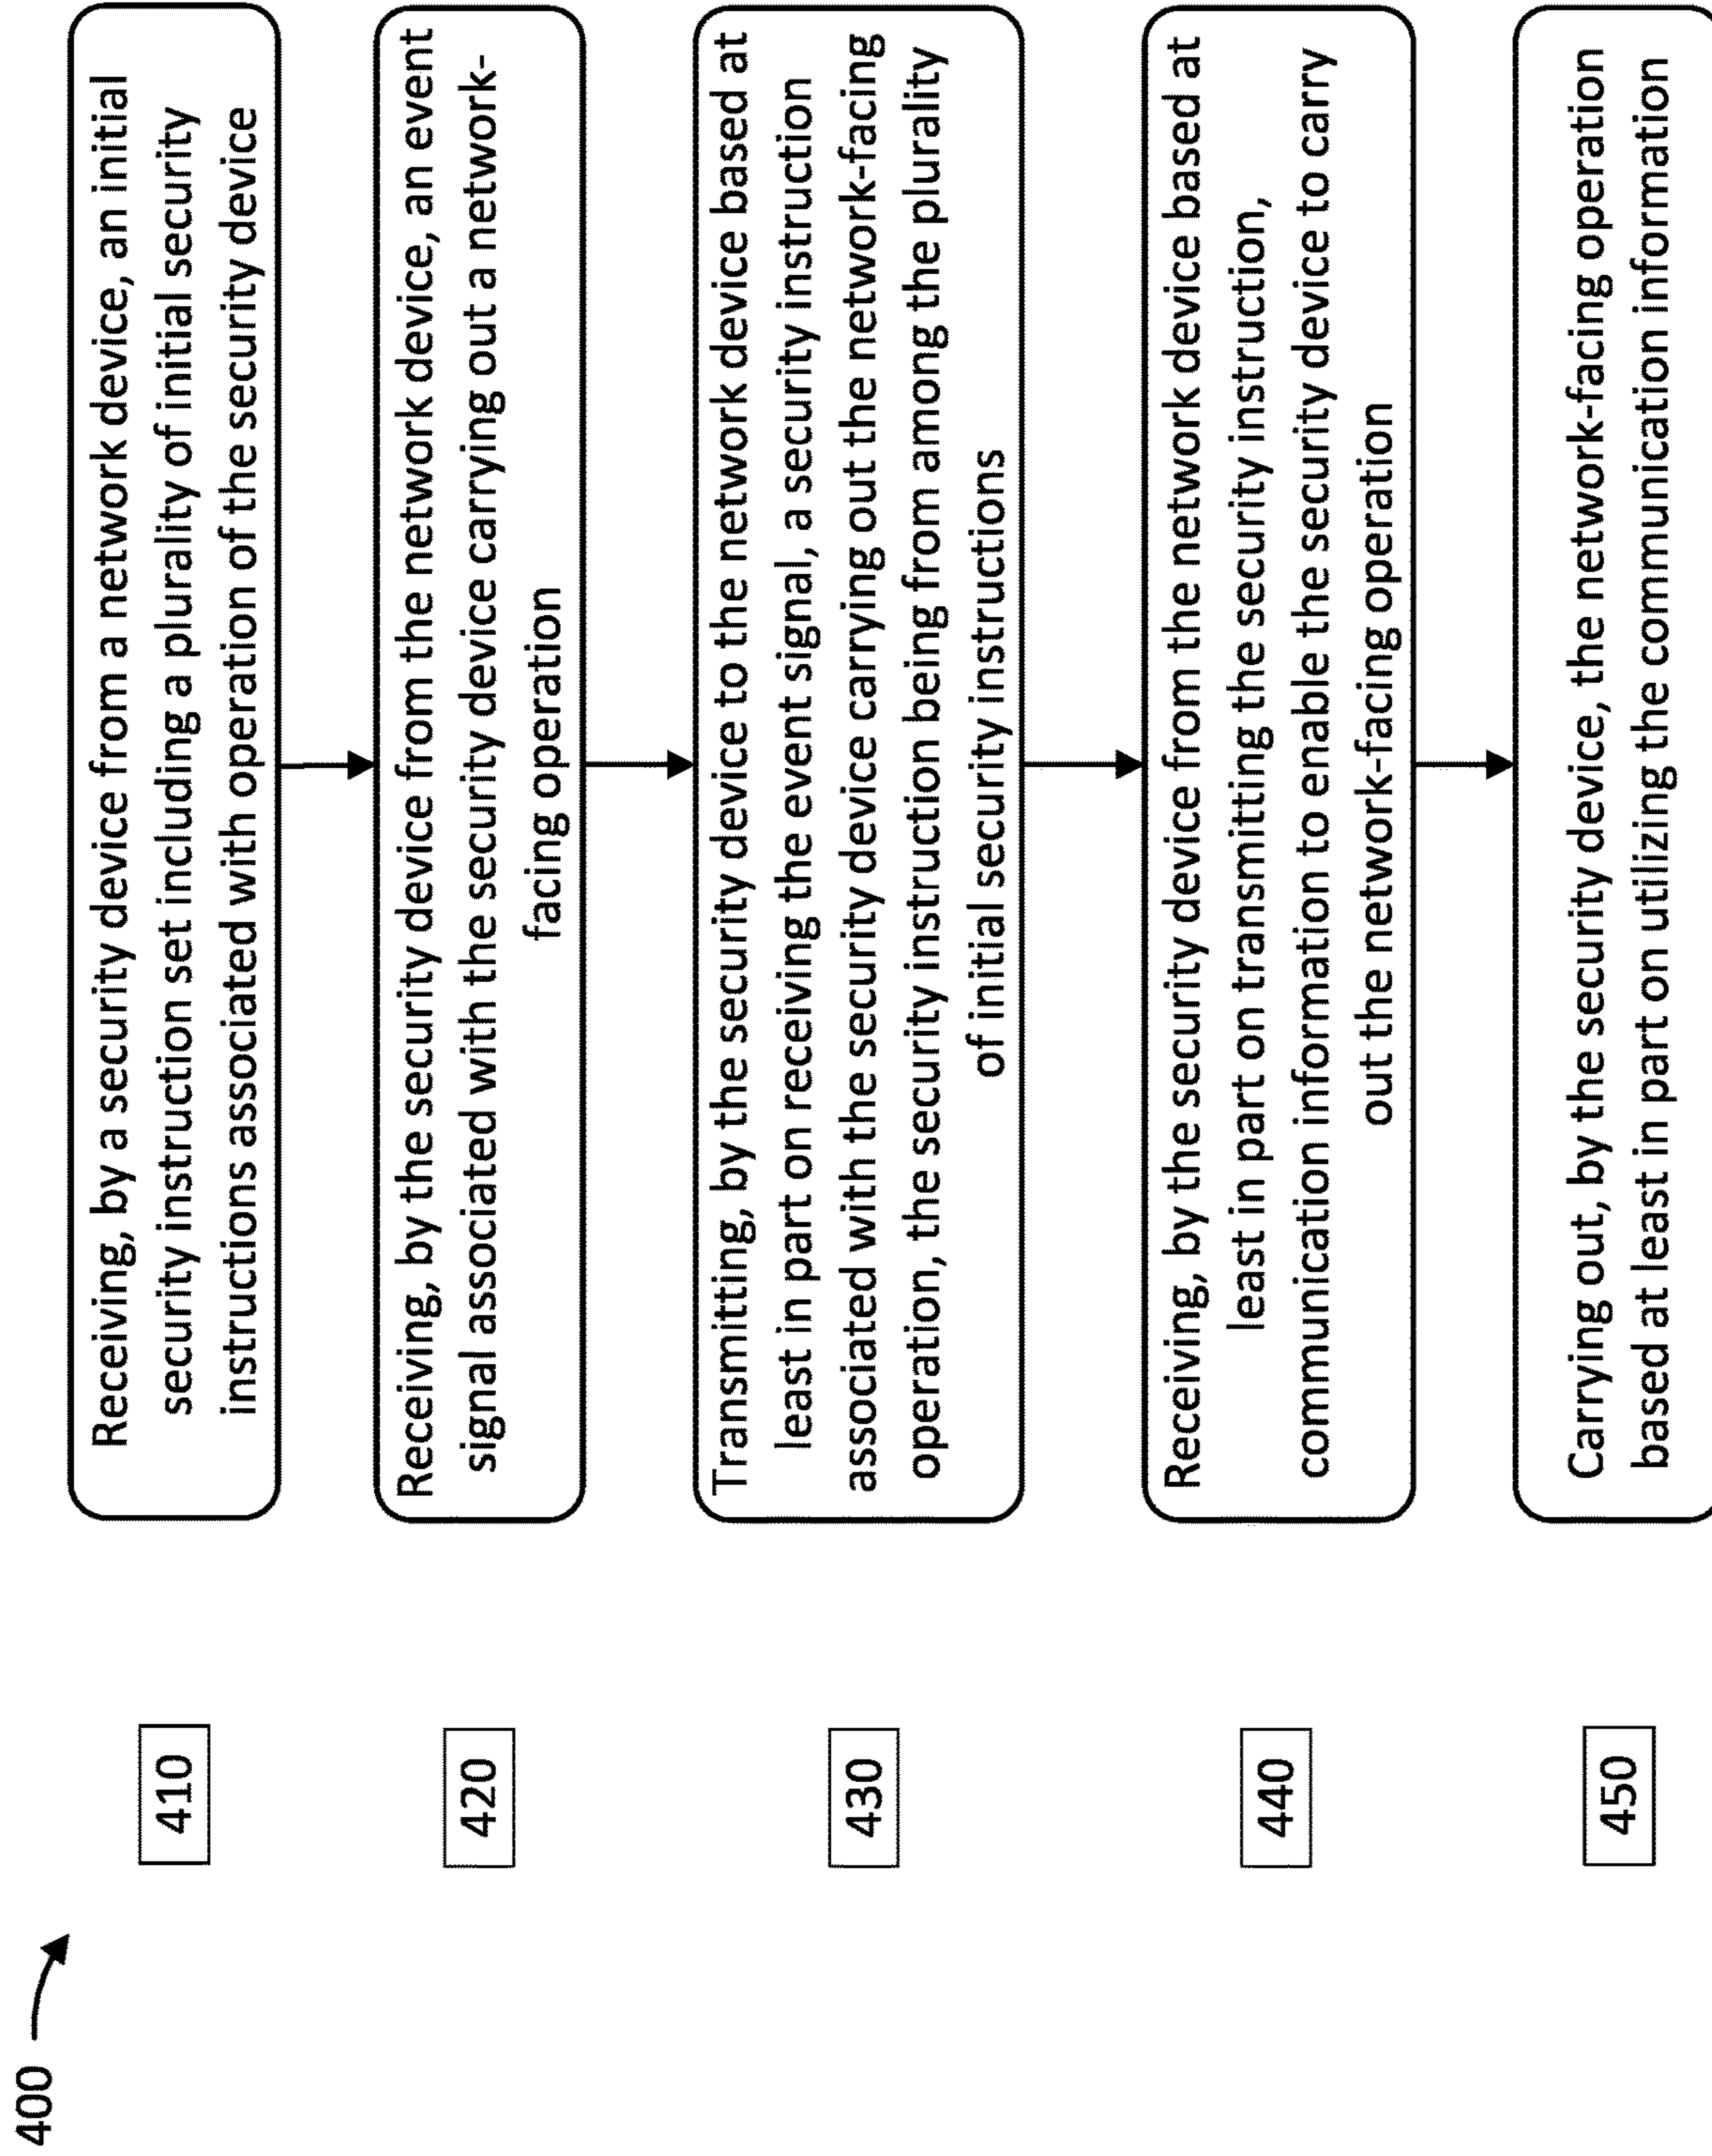 400
410
Receiving, by a security device from a network device, an initial
security instruction set including a plurality of initial security
instructions associated with operation of the security device
420
Receiving, by the security device from the network device, an event
signal associated with the security device carrying out a network-
facing operation
430
Transmitting, by the security device to the network device based at
least in part on receiving the event signal, a security instruction
associated with the security device carrying out the network-facing
operation, the security instruction being from among the plurality
of initial security instructions
440
Receiving, by the security device from the network device based at
least in part on transmitting the security instruction,
communication information to enable the security device to carry
out the network-facing operation
450
Carrying out, by the security device, the network-facing operation
based at least in part on utilizing the communication information